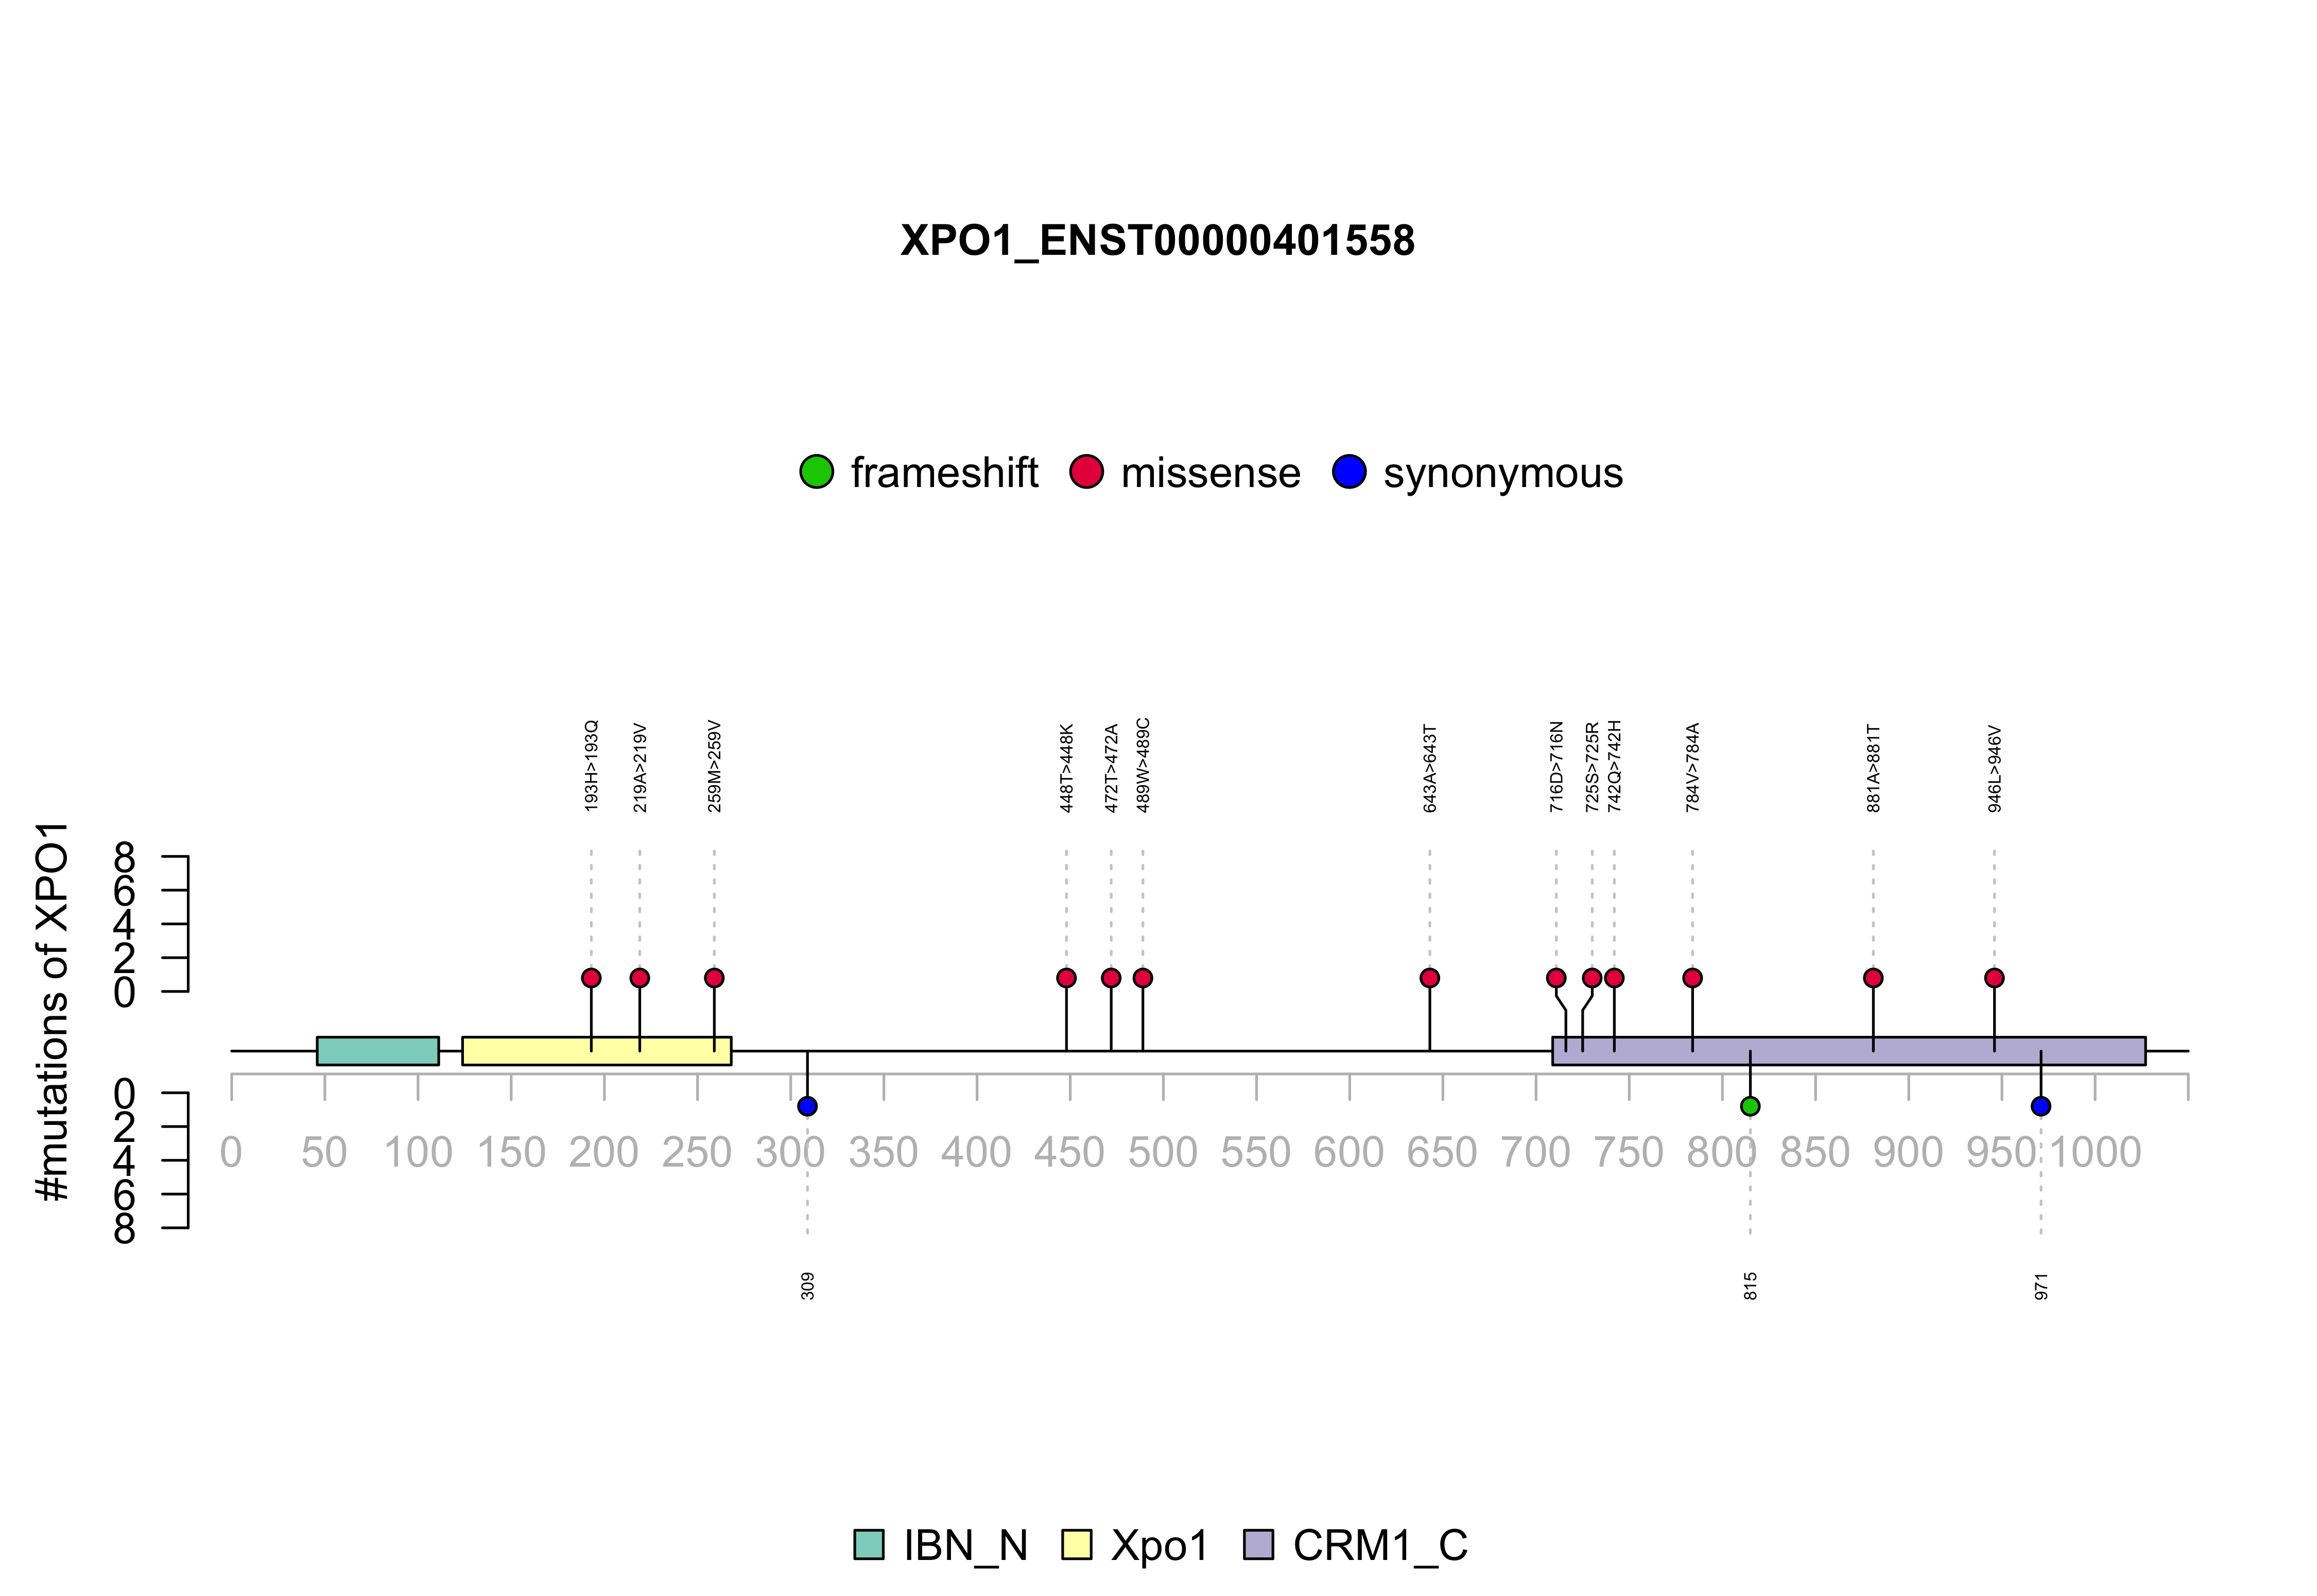 XPO1_ENST00000401558
frameshift missense synonymous
193H>193Q
219A>219V
259M>259V
448T>448K
472T>472A
489W>489C
643A>643T
716D>716N
725S>725R
742Q>742H
784V>784A
881A>881T
946L>946V
#mutations of XPO1
8
6
4
2
0
0
2
4
6
8
0 50 100 150 200 250 300 350 400 450 500 550 600 650 700 750 800 850 900 950 1000
309
815
971
IBN_N Xpo1 CRM1_C